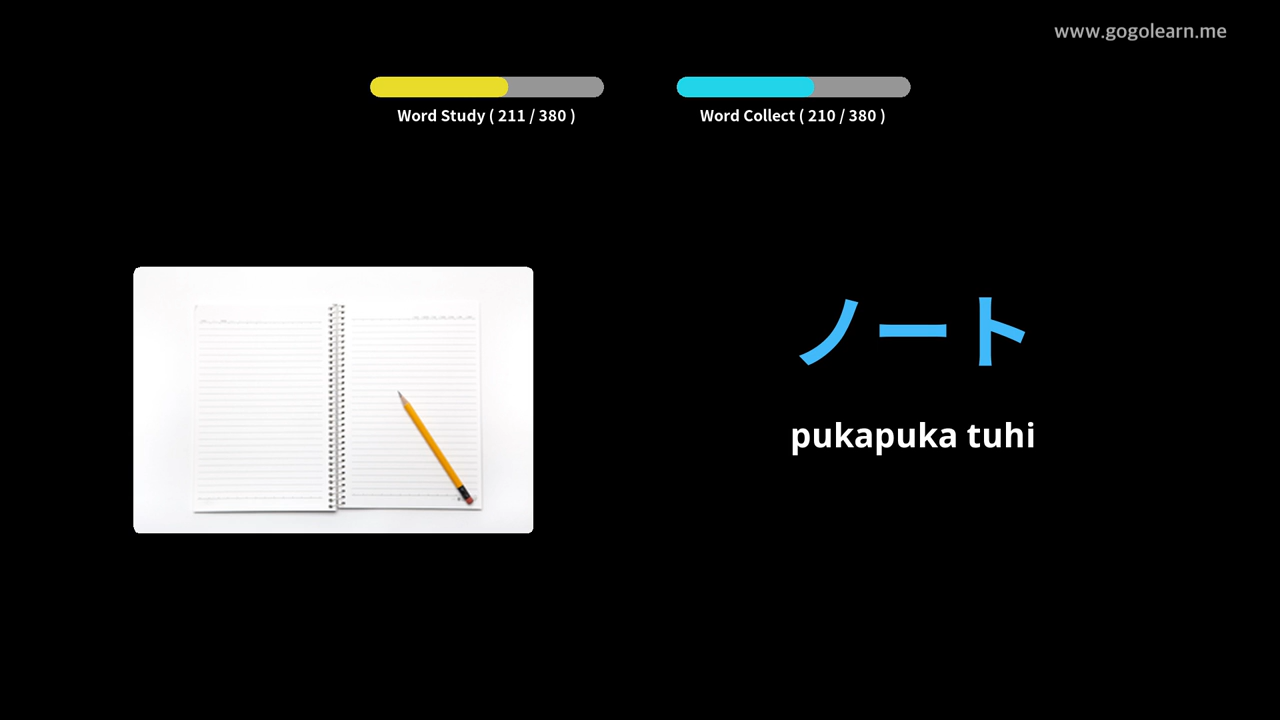 www.gogolearn.me
Word Study ( 211 / 380 )
Word Collect ( 210 / 380 )
ノート
pukapuka tuhi